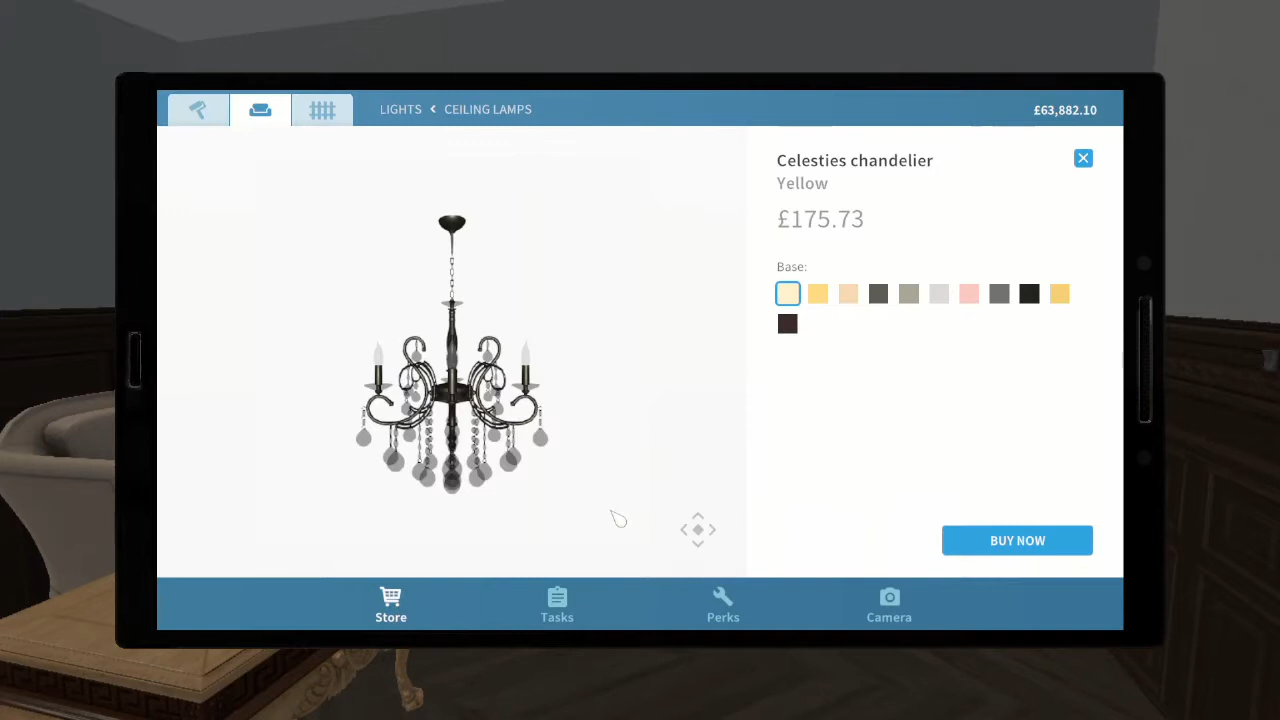 LIGHTS < CEILING LAMPS
£63,882.10
Celesties chandelier
Yellow
£175.73
Base:
BUY NOW
Store
Tasks
Perks
Camera